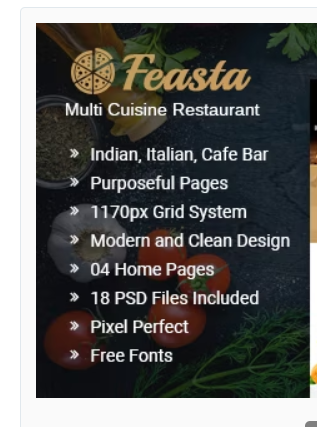 Feasta
Multi Cuisine Restaurant
Indian, Italian, Cafe Bar
Purposeful Pages
1170px Grid System
Modern and Clean Design
04 Home Pages
18 PSD Files Included
Pixel Perfect
Free Fonts